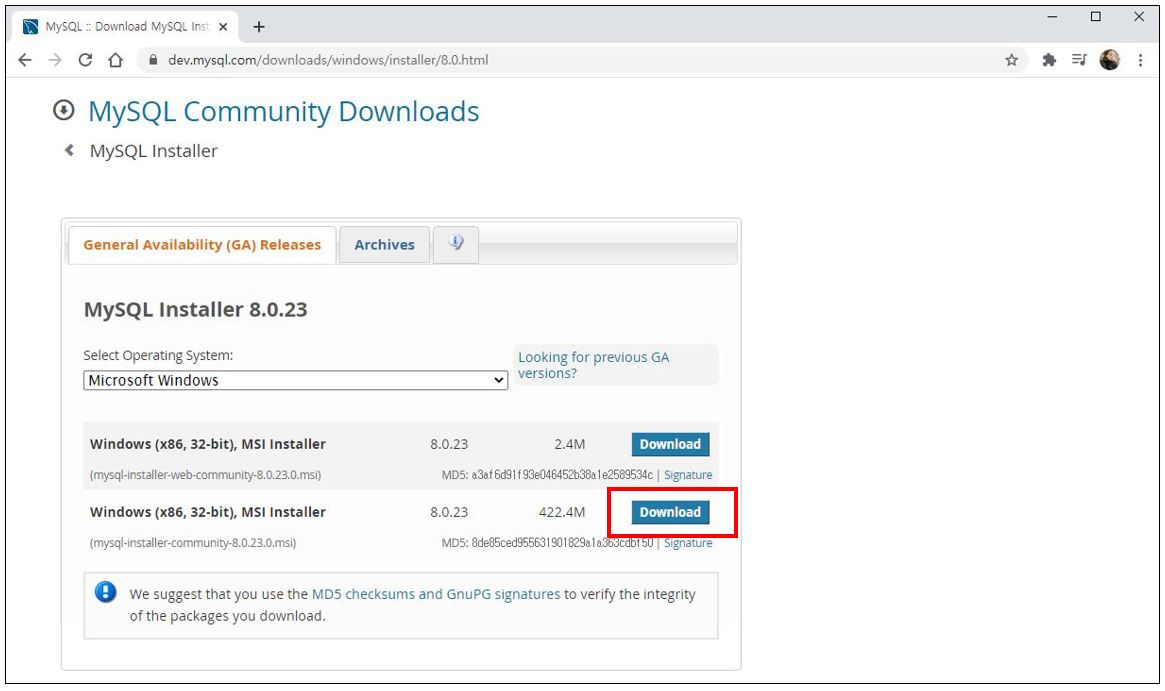 MySQL :: Download MySQL Inst
dev.mysql.com/downloads/windows/installer/8.0.html
MySQL Community Downloads
MySQL Installer
General Availability (GA) Releases
Archives
MySQL Installer 8.0.23
Select Operating System:
Looking for previous GA
versions?
Microsoft Windows
Windows (x86, 32-bit), MSI Installer 8.0.23 2.4M Download
(mysql-installer-web-community-8.0.23.0.msi) MD5: a3af6d91f93e046452b38a1e2589534c | Signature
Windows (x86, 32-bit), MSI Installer 8.0.23 422.4M Download
(mysql-installer-community-8.0.23.0.msi) MD5: 8de85ced955631901829a1a363cdbf50 | Signature
We suggest that you use the MD5 checksums and GnuPG signatures to verify the integrity
of the packages you download.